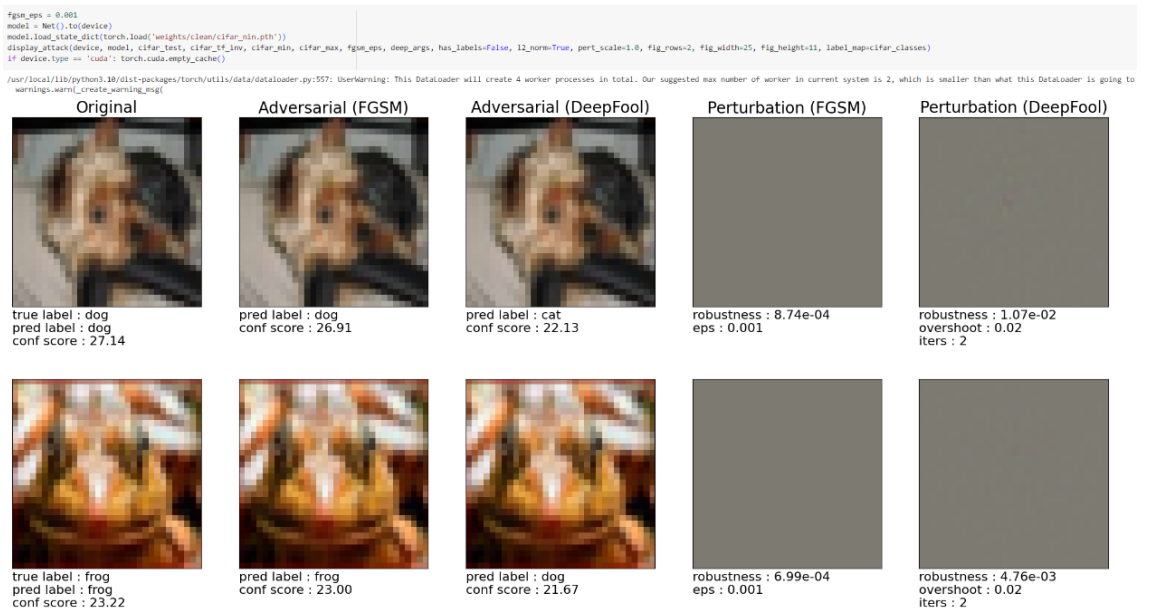 fgsm_eps = 0.001
model = Net().to(device)
model.load_state_dict(torch.load('weights/clean/cifar_nin.pth'))
display_attack(device, model, cifar_test, cifar_tf_inv, cifar_min, cifar_max, fgsm_eps, deep_args, has_labels=False, l2_norm=True, pert_scale=1.0, fig_rows=2, fig_width=25, fig_height=11, label_map=cifar_classes)
if device.type == 'cuda': torch.cuda.empty_cache()
/usr/local/lib/python3.10/dist-packages/torch/utils/data/dataloader.py:557: UserWarning: This DataLoader will create 4 worker processes in total. Our suggested max number of worker in current system is 2, which is smaller than what this DataLoader is going to
warnings.warn(_create_warning_msg(
Original Adversarial (FGSM) Adversarial (DeepFool) Perturbation (FGSM) Perturbation (DeepFool)
true label : dog
pred label : dog
conf score : 27.14
pred label : dog
conf score : 26.91
pred label : cat
conf score : 22.13
robustness : 8.74e-04
eps : 0.001
robustness : 1.07e-02
overshoot : 0.02
iters : 2
true label : frog
pred label : frog
conf score : 23.22
pred label : frog
conf score : 23.00
pred label : dog
conf score : 21.67
robustness : 6.99e-04
eps : 0.001
robustness : 4.76e-03
overshoot : 0.02
iters : 2